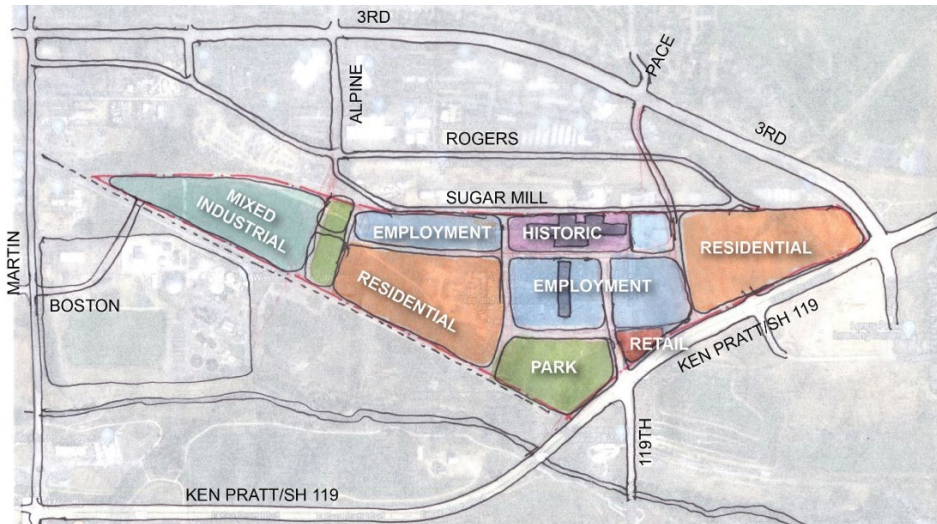 3RD
PACE
ALPINE
3RD
ROGERS
SUGAR MILL
MIXED
INDUSTRIAL
EMPLOYMENT
HISTORIC
RESIDENTIAL
MARTIN
BOSTON
RESIDENTIAL
EMPLOYMENT
RETAIL
KEN PRATT/SH 119
PARK
119TH
KEN PRATT/SH 119